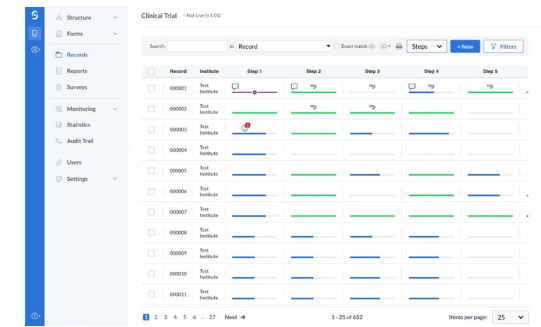 Clinical Trial - Not Live (v 1.01)
Structure
Forms
Records
Reports
Surveys
Monitoring
Statistics
Audit Trail
Users
Settings
Search: in Record Exact match Steps + New Filters
Record Institute Step 1 Step 2 Step 3 Step 4 Step 5
000001 Test Institute
000002 Test Institute
000003 Test Institute
000004 Test Institute
000005 Test Institute
000006 Test Institute
000007 Test Institute
000008 Test Institute
000009 Test Institute
000010 Test Institute
000011 Test Institute
1 2 3 4 5 6 ... 27 Next → 1 - 25 of 652 Items per page: 25